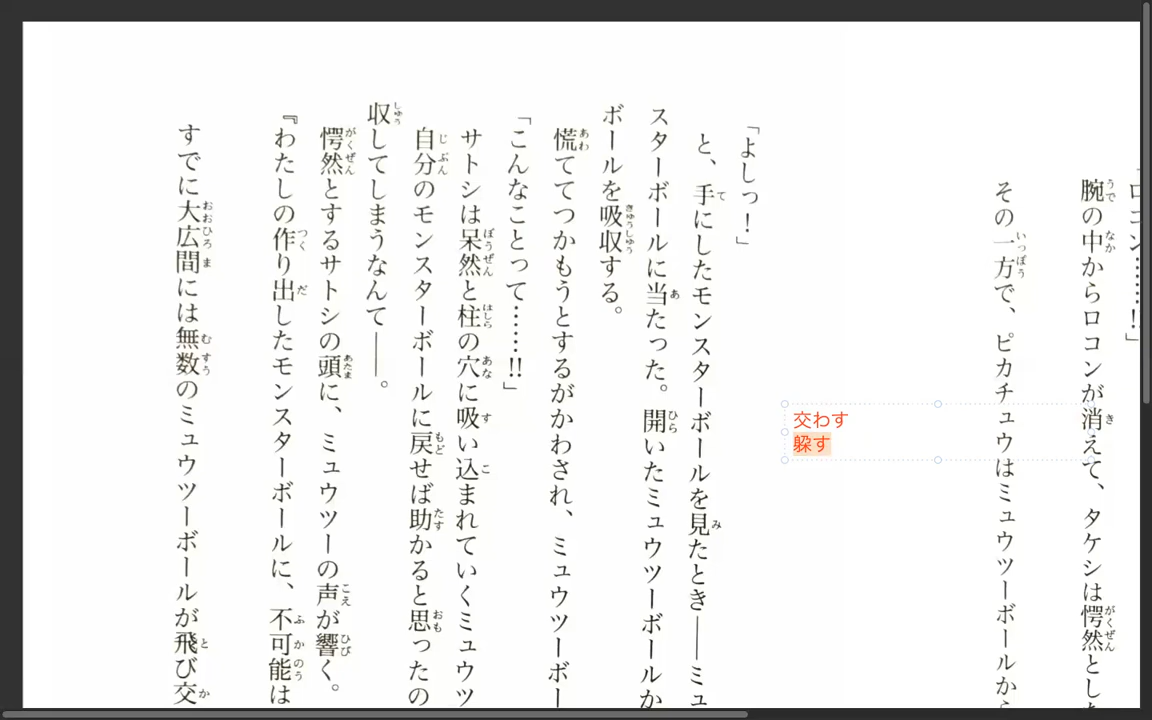 ロコン……！」
腕の中からロコンが消えて、タケシは愕然とした
その一方で、ピカチュウはミュウツーボールから
「よしっ！」
と、手にしたモンスターボールを見たとき――ミュ
スターボールに当たった。開いたミュウツーボールか
ボールを吸収する。
慌ててつかもうとするがかわされ、ミュウツーボー
「こんなことって……!!」
サトシは呆然と柱の穴に吸い込まれていくミュウツ
自分のモンスターボールに戻せば助かると思ったの
収してしまうなんて――。
愕然とするサトシの頭に、ミュウツーの声が響く。
『わたしの作り出したモンスターボールに、不可能は
すでに大広間には無数のミュウツーボールが飛び交
交わす
躱す